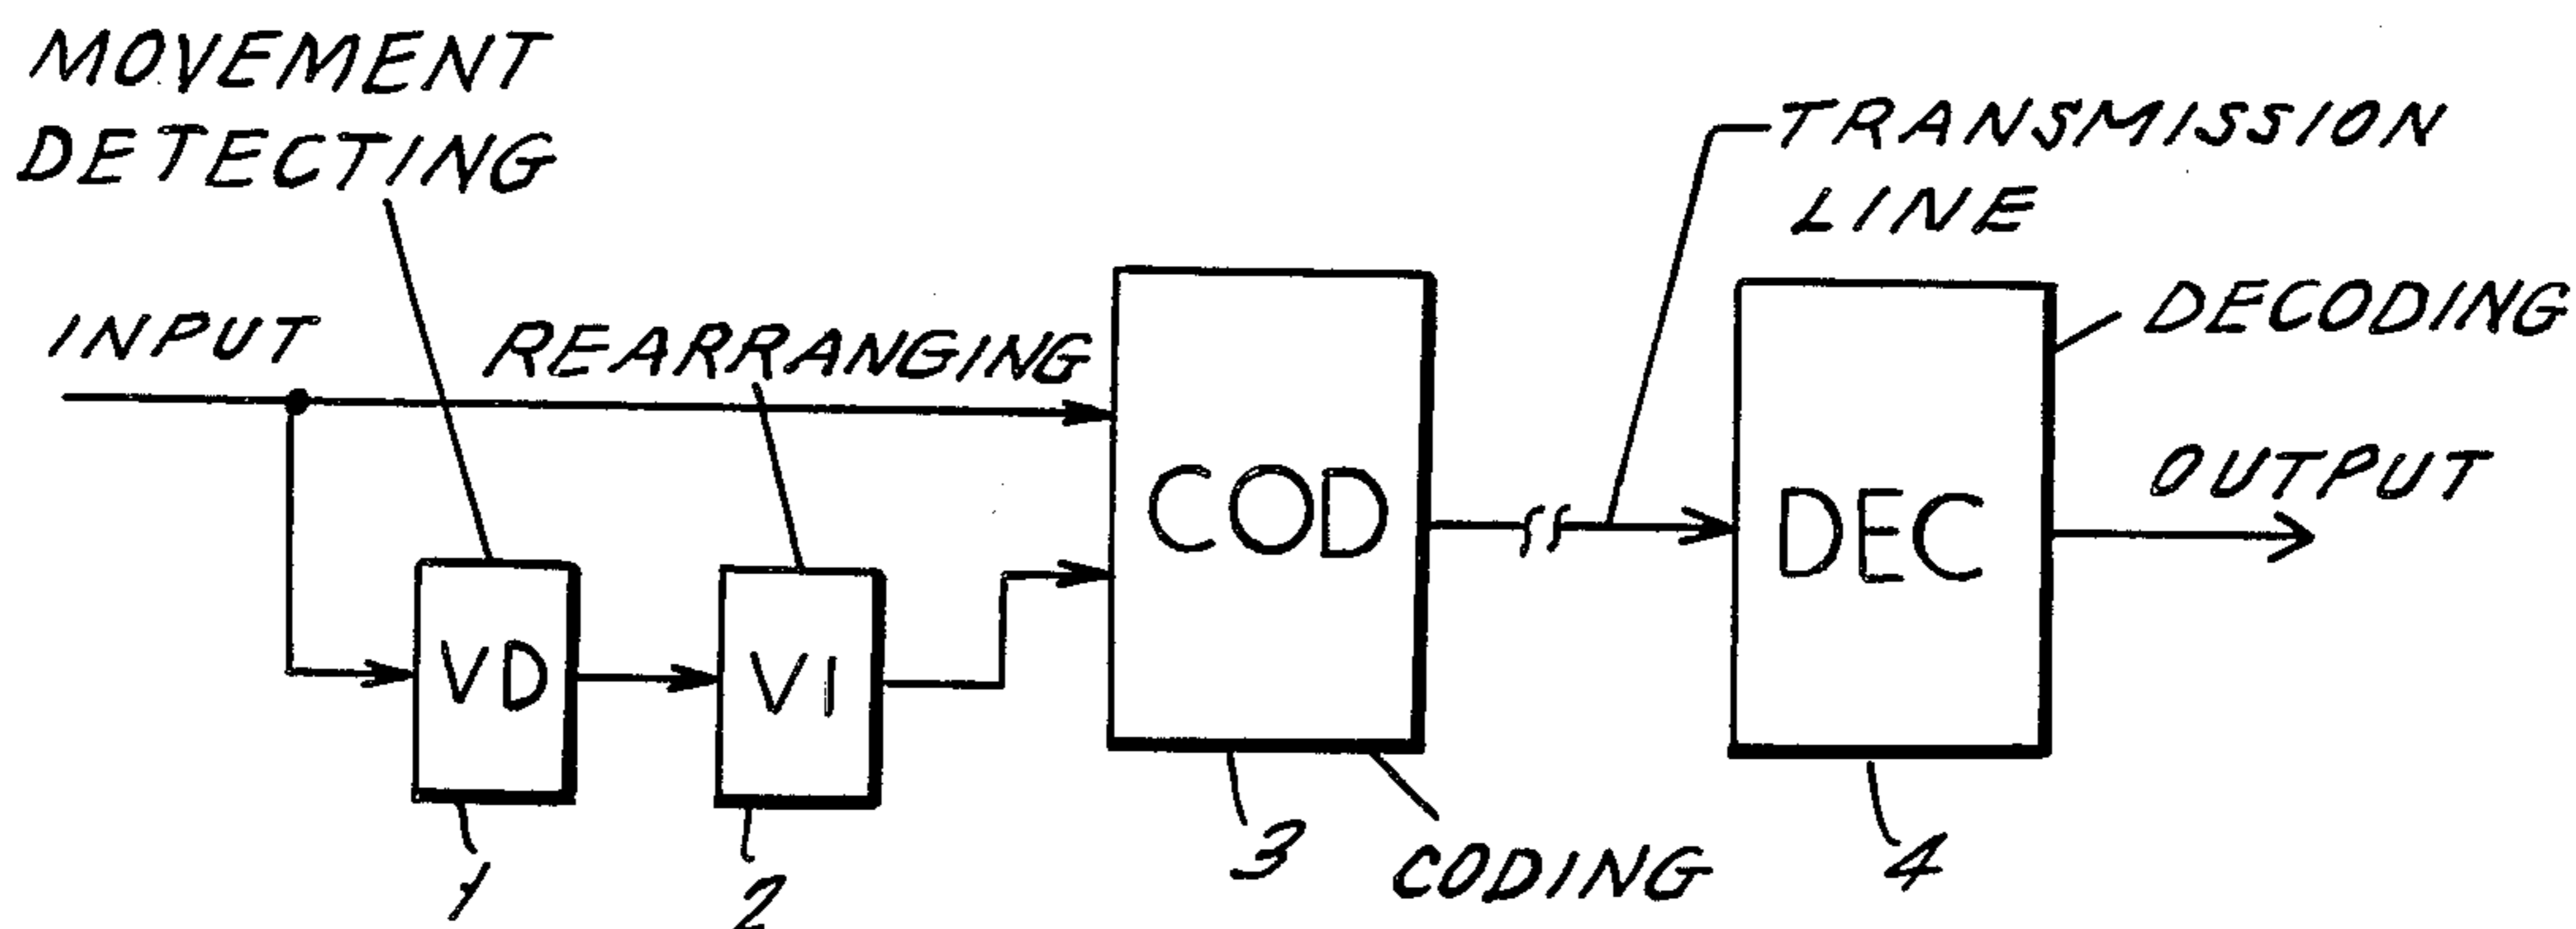 MOVEMENT
DETECTING
TRANSMISSION
LINE
INPUT
REARRANGING
DECODING
COD
DEC
OUTPUT
VD
VI
1
2
3
CODING
4